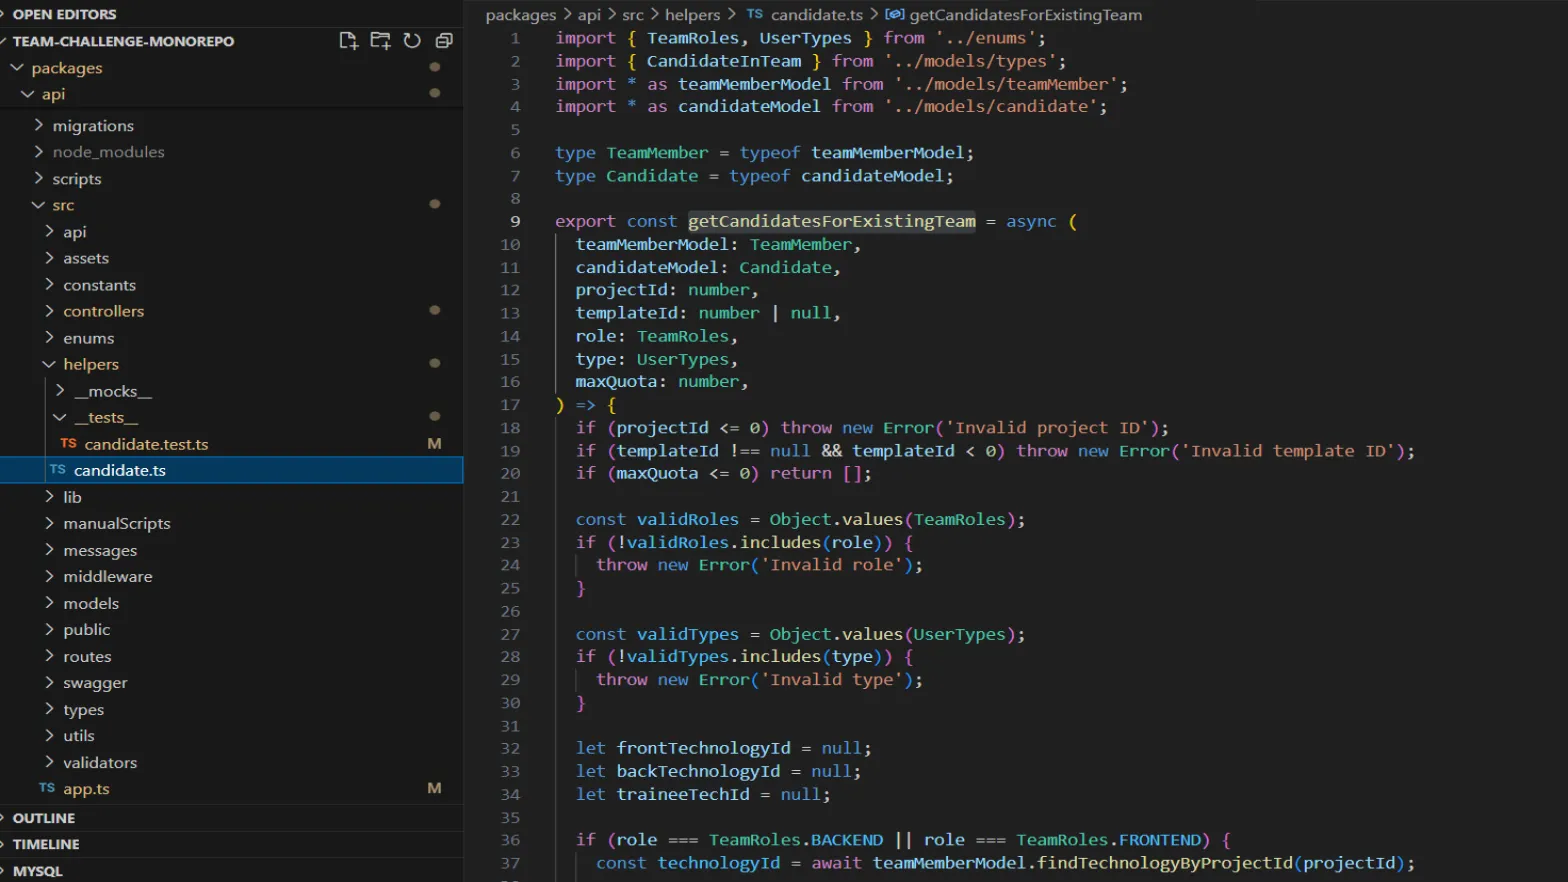 OPEN EDITORS
TEAM-CHALLENGE-MONOREPO
packages
api
migrations
node_modules
scripts
src
api
assets
constants
controllers
enums
helpers
__mocks__
__tests__
TS candidate.test.ts M
TS candidate.ts
lib
manualScripts
messages
middleware
models
public
routes
swagger
types
utils
validators
TS app.ts M
OUTLINE
TIMELINE
MYSQL
packages > api > src > helpers > TS candidate.ts > getCandidatesForExistingTeam
1 import { TeamRoles, UserTypes } from '../enums';
2 import { CandidateInTeam } from '../models/types';
3 import * as teamMemberModel from '../models/teamMember';
4 import * as candidateModel from '../models/candidate';
5
6 type TeamMember = typeof teamMemberModel;
7 type Candidate = typeof candidateModel;
8
9 export const getCandidatesForExistingTeam = async (
10 teamMemberModel: TeamMember,
11 candidateModel: Candidate,
12 projectId: number,
13 templateId: number | null,
14 role: TeamRoles,
15 type: UserTypes,
16 maxQuota: number,
17 ) => {
18 if (projectId <= 0) throw new Error('Invalid project ID');
19 if (templateId !== null && templateId < 0) throw new Error('Invalid template ID');
20 if (maxQuota <= 0) return [];
21
22 const validRoles = Object.values(TeamRoles);
23 if (!validRoles.includes(role)) {
24 throw new Error('Invalid role');
25 }
26
27 const validTypes = Object.values(UserTypes);
28 if (!validTypes.includes(type)) {
29 throw new Error('Invalid type');
30 }
31
32 let frontTechnologyId = null;
33 let backTechnologyId = null;
34 let traineeTechId = null;
35
36 if (role === TeamRoles.BACKEND || role === TeamRoles.FRONTEND) {
37 const technologyId = await teamMemberModel.findTechnologyByProjectId(projectId);